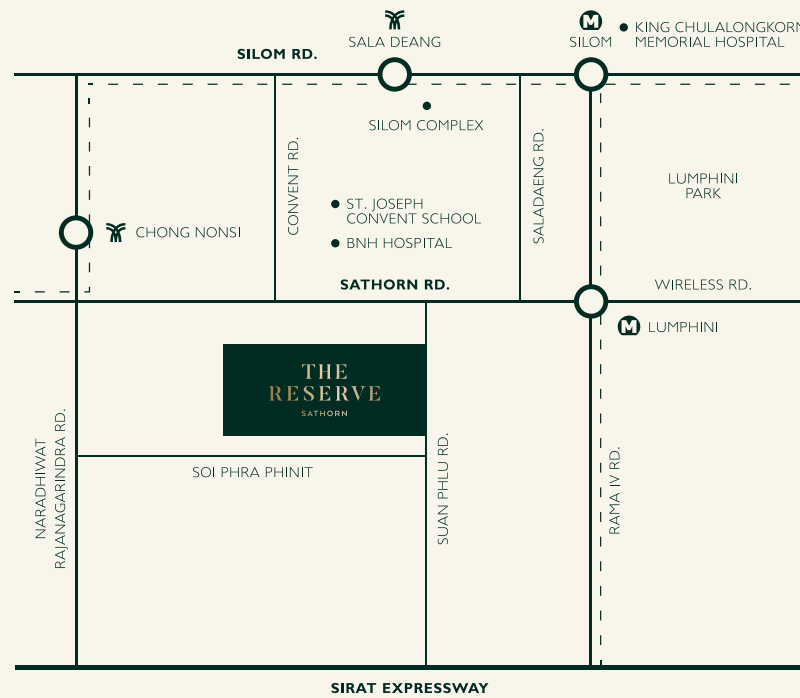 SALA DEANG
M
SILOM
KING CHULALONGKORN
MEMORIAL HOSPITAL
SILOM RD.
SILOM COMPLEX
CONVENT RD.
SALADAENG RD.
LUMPHINI
PARK
ST. JOSEPH
CONVENT SCHOOL
BNH HOSPITAL
CHONG NONSI
SATHORN RD.
WIRELESS RD.
M
LUMPHINI
THE
RESERVE
SATHORN
NARADHIWAT
RAJANAGARINDRA RD.
SOI PHRA PHINIT
SUAN PHLU RD.
RAMA IV RD.
SIRAT EXPRESSWAY